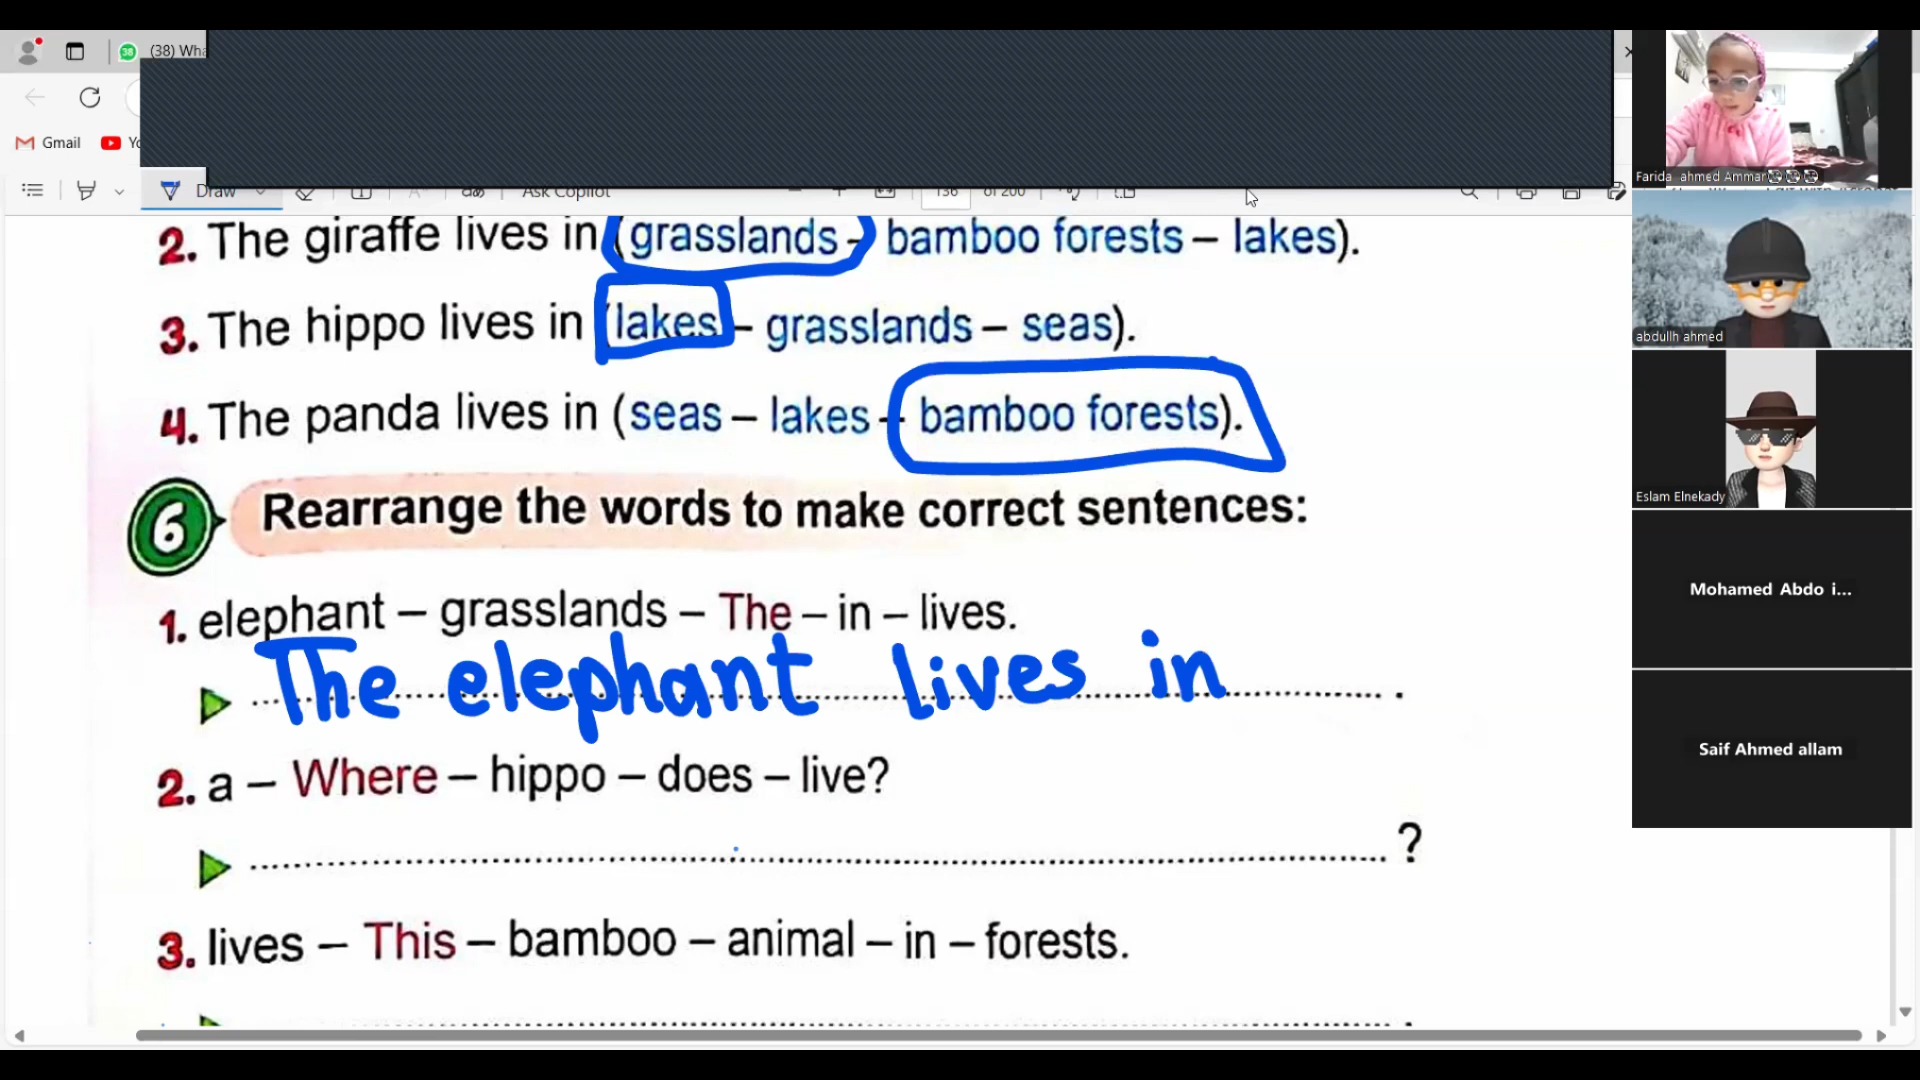 (38) Wha
Gmail
Draw
Ask Copilot
136 of 200
2. The giraffe lives in (grasslands – bamboo forests – lakes).
3. The hippo lives in (lakes – grasslands – seas).
4. The panda lives in (seas – lakes – bamboo forests).
6 Rearrange the words to make correct sentences:
1. elephant – grasslands – The – in – lives.
The elephant lives in .
2. a – Where – hippo – does – live?
?
3. lives – This – bamboo – animal – in – forests.
Farida ahmed Ammar
abdullh ahmed
Eslam Elnekady
Mohamed Abdo i...
Saif Ahmed allam